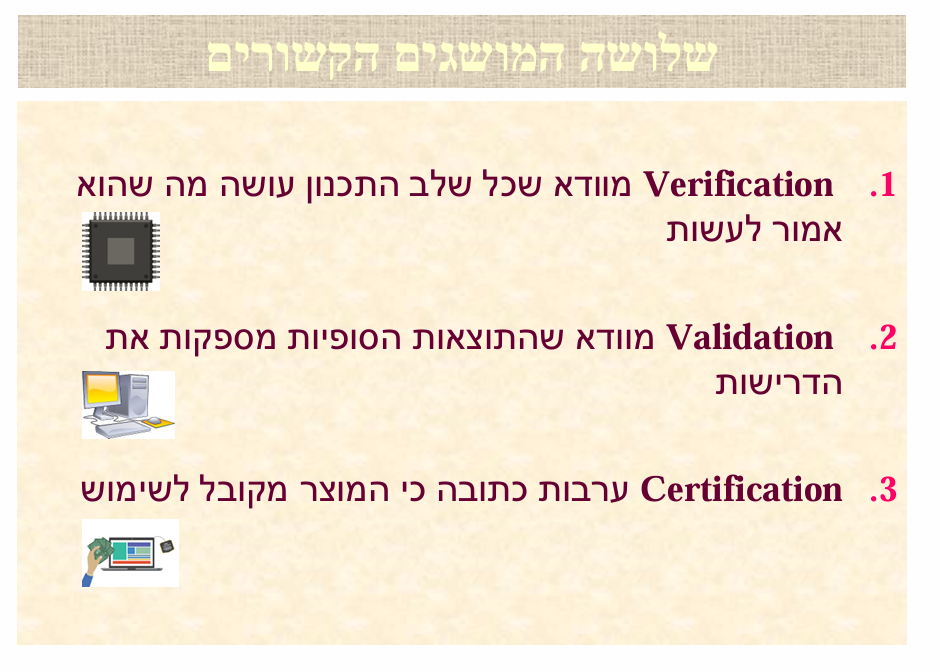 שלושה המושגים הקשורים
1. Verification מוודא שכל שלב התכנון עושה מה שהוא
אמור לעשות
2. Validation מוודא שהתוצאות הסופיות מספקות את
הדרישות
3. Certification ערבות כתובה כי המוצר מקובל לשימוש